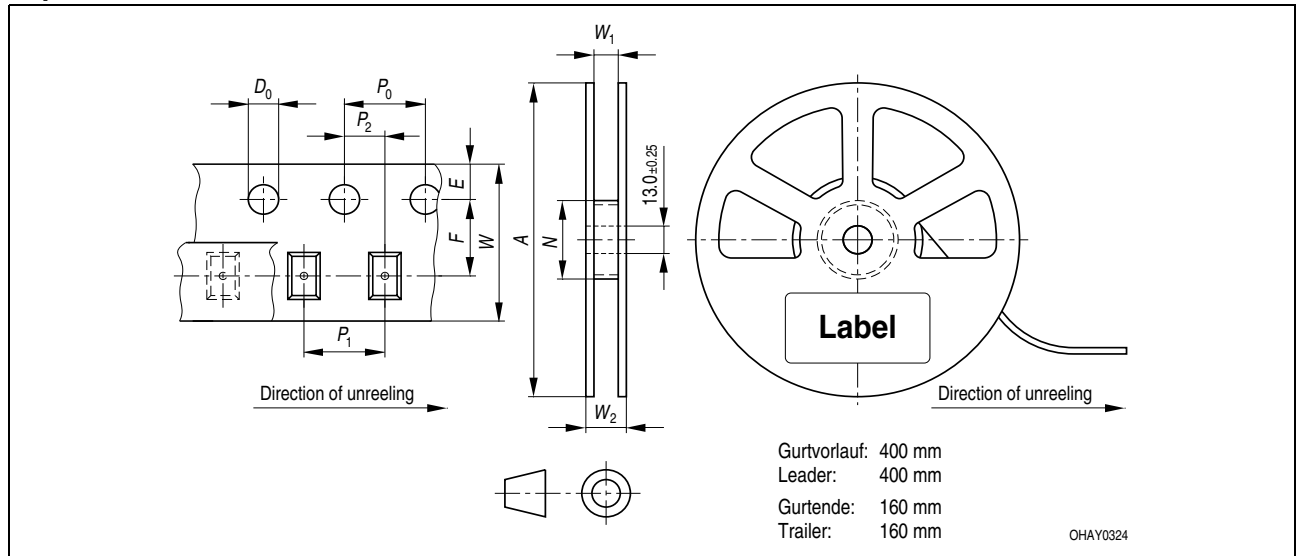 W₁
D₀
P₀
P₂
E
13.0±0.25
F
W
A
N
P₁
Label
Direction of unreeling
W₂
Direction of unreeling
Gurtvorlauf: 400 mm
Leader: 400 mm
Gurtende: 160 mm
Trailer: 160 mm
OHAY0324